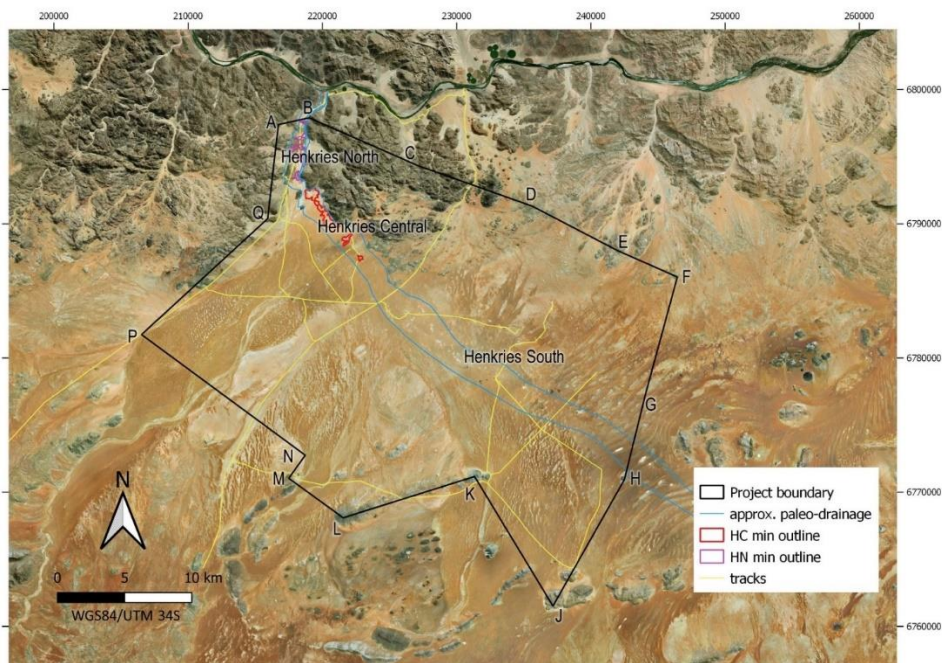 200000
210000
220000
230000
240000
250000
260000
6800000
A
B
C
Henkries North
D
Q
Henkries Central
6790000
E
F
P
Henkries South
6780000
G
N
M
H
K
L
6770000
J
N
0 5 10 km
WGS84/UTM 34S
Project boundary
approx. paleo-drainage
HC min outline
HN min outline
tracks
6760000